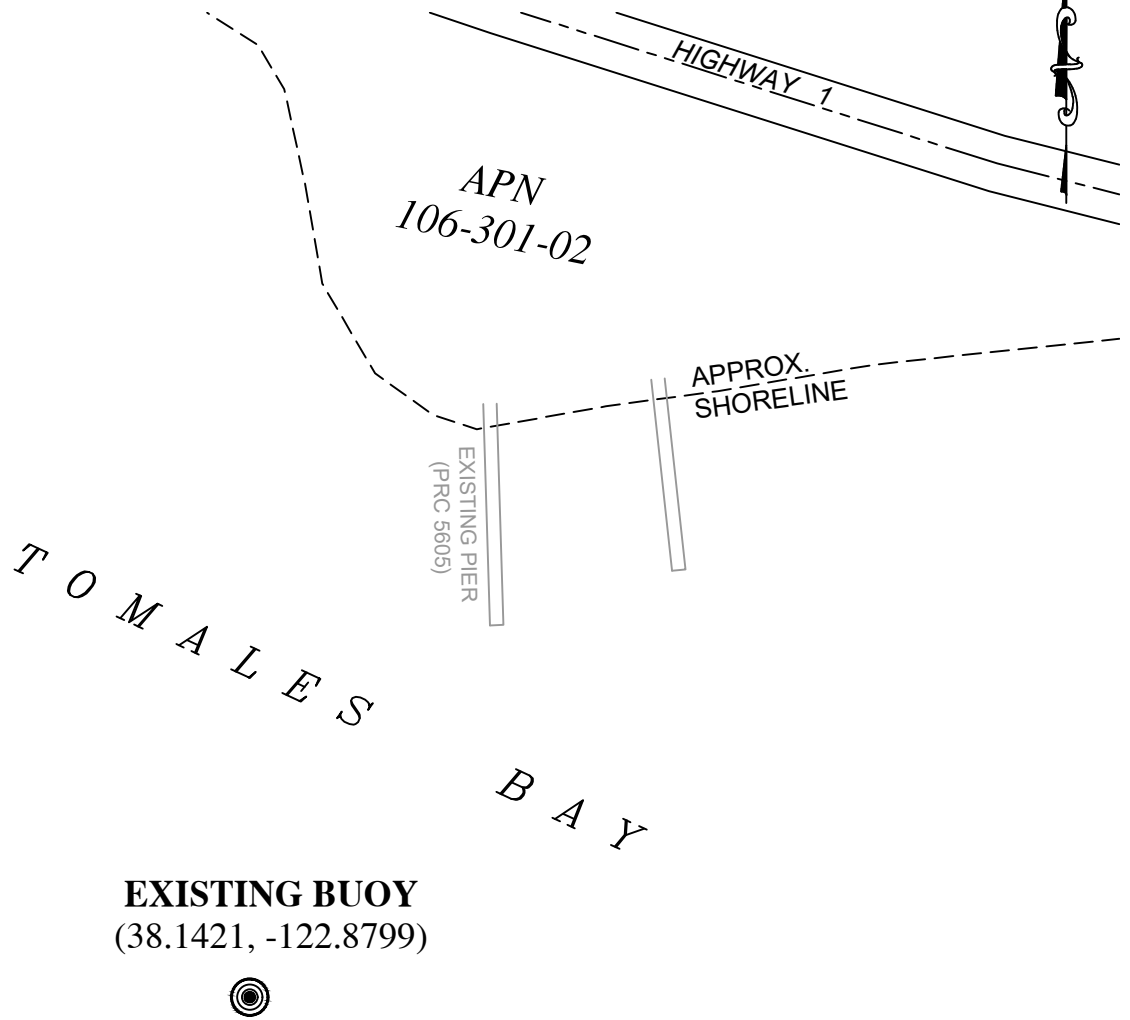 HIGHWAY 1
APN
106-301-02
APPROX.
SHORELINE
EXISTING PIER
(PRC 5605)
TOMALES BAY
EXISTING BUOY
(38.1421, -122.8799)